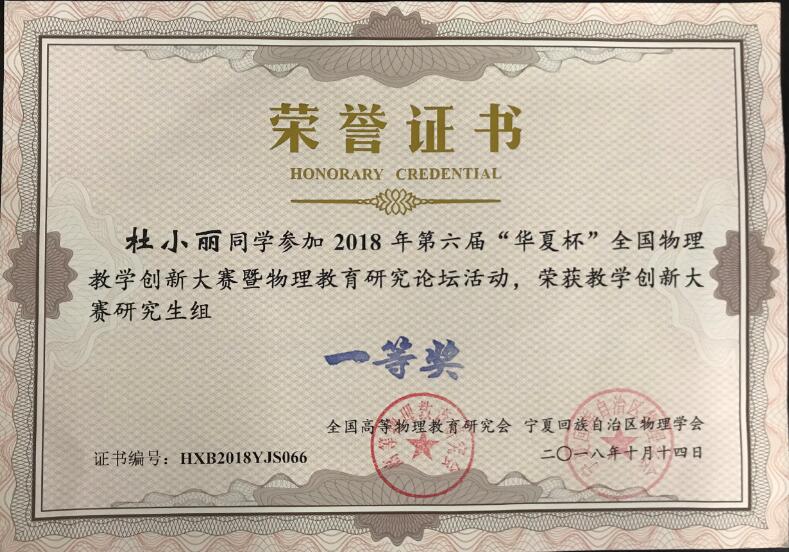 荣誉证书
HONORARY CREDENTIAL
杜小丽同学参加 2018 年第六届“华夏杯”全国物理
教学创新大赛暨物理教育研究论坛活动，荣获教学创新大
赛研究生组
一等奖
全国高等物理教育研究会 宁夏回族自治区物理学会
证书编号：HXB2018YJS066
二〇一八年十月十四日